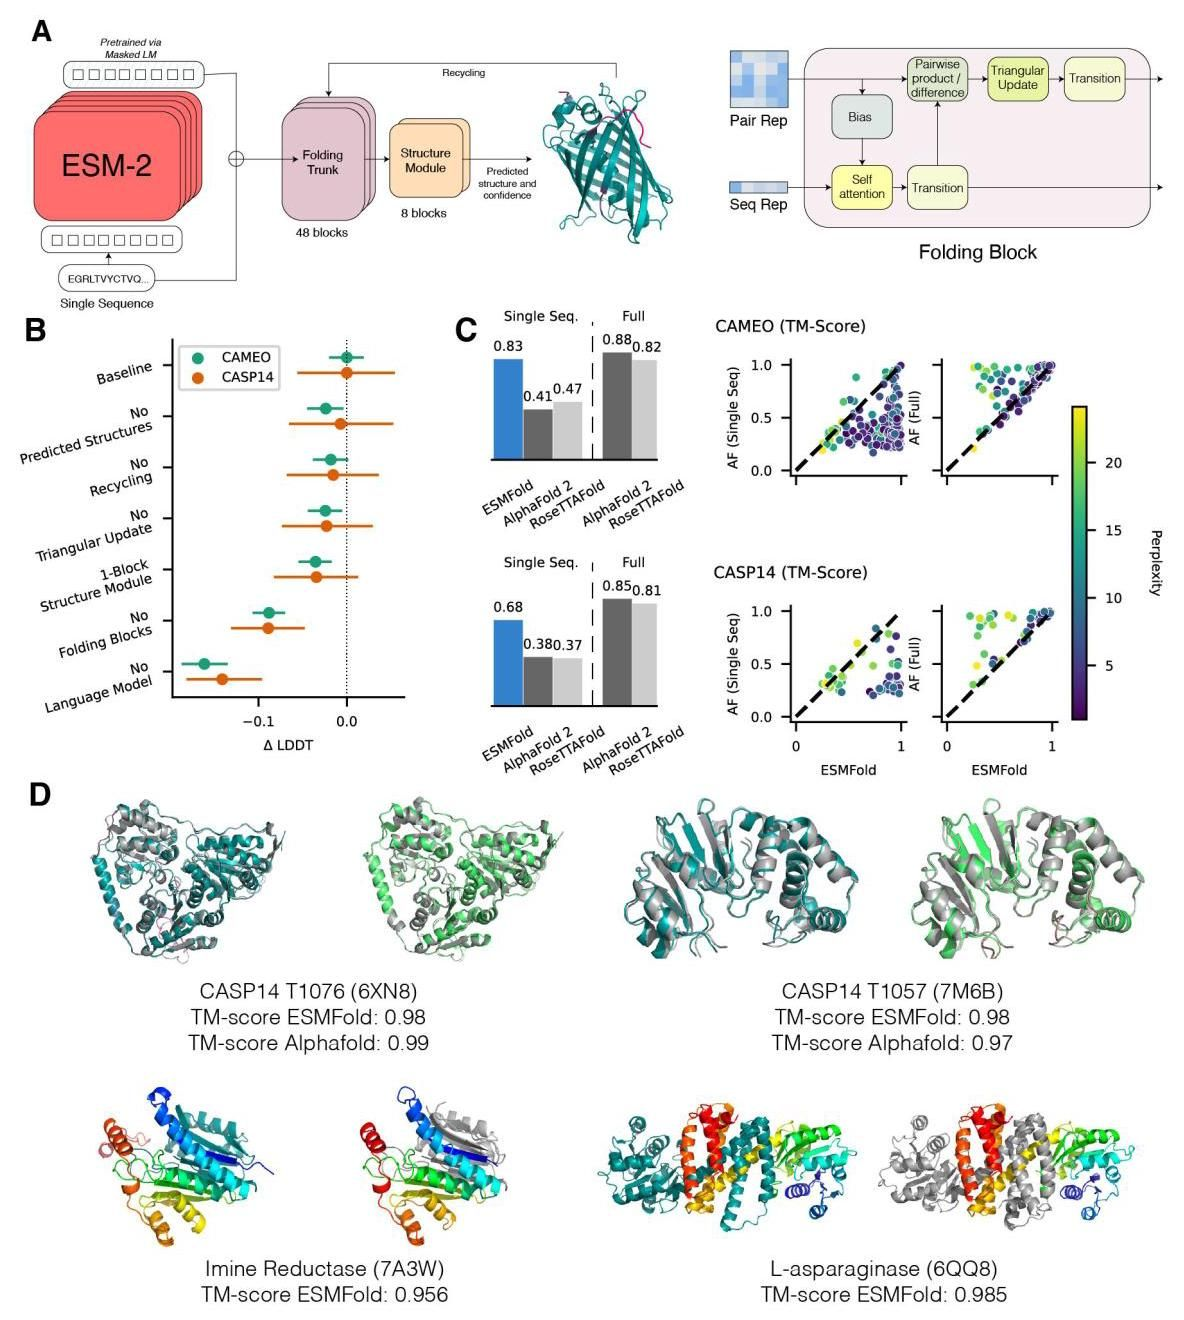 A
Pretrained via
Masked LM
ESM-2
EGRLTVYCTVQ...
Single Sequence
Recycling
Folding
Trunk
48 blocks
Structure
Module
8 blocks
Predicted
structure and
confidence
Pair Rep
Seq Rep
Bias
Self
attention
Transition
Pairwise
product /
difference
Triangular
Update
Transition
Folding Block
B
CAMEO
CASP14
Baseline
No
Predicted Structures
No
Recycling
No
Triangular Update
1-Block
Structure Module
No
Folding Blocks
No
Language Model
−0.1 0.0
Δ LDDT
C
Single Seq. Full
0.83
0.41
0.47
0.88
0.82
ESMFold
AlphaFold 2
RoseTTAFold
AlphaFold 2
RoseTTAFold
Single Seq. Full
0.68
0.38
0.37
0.85
0.81
ESMFold
AlphaFold 2
RoseTTAFold
AlphaFold 2
RoseTTAFold
CAMEO (TM-Score)
AF (Single Seq)
1.0
0.5
0.0
AF (Full)
CASP14 (TM-Score)
AF (Single Seq)
1.0
0.5
0.0
0 1
ESMFold
AF (Full)
0 1
ESMFold
20
15
10
5
Perplexity
D
CASP14 T1076 (6XN8)
TM-score ESMFold: 0.98
TM-score Alphafold: 0.99
CASP14 T1057 (7M6B)
TM-score ESMFold: 0.98
TM-score Alphafold: 0.97
Imine Reductase (7A3W)
TM-score ESMFold: 0.956
L-asparaginase (6QQ8)
TM-score ESMFold: 0.985